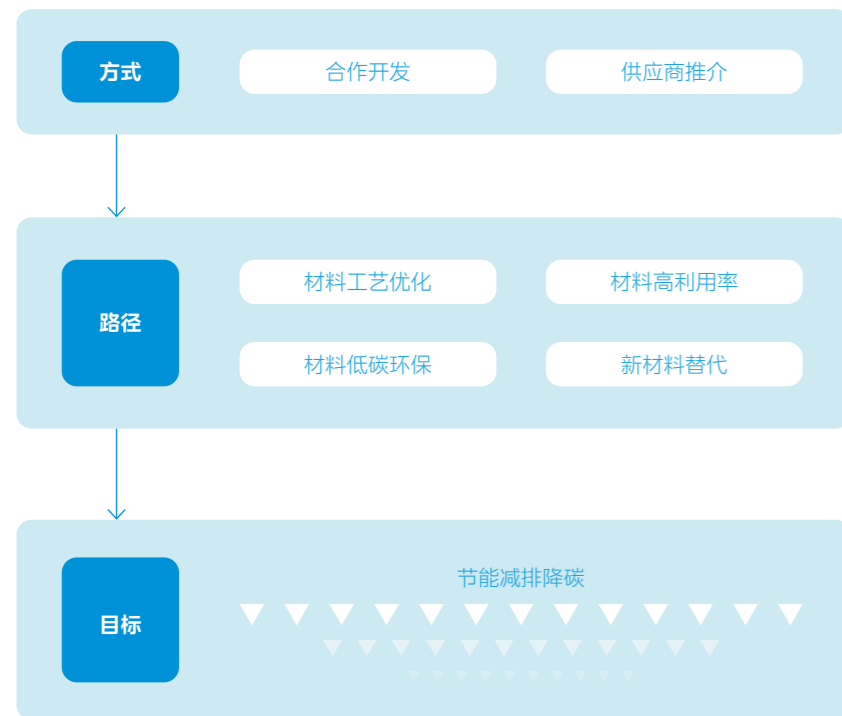 方式
合作开发
供应商推介
路径
材料工艺优化
材料高利用率
材料低碳环保
新材料替代
目标
节能减排降碳